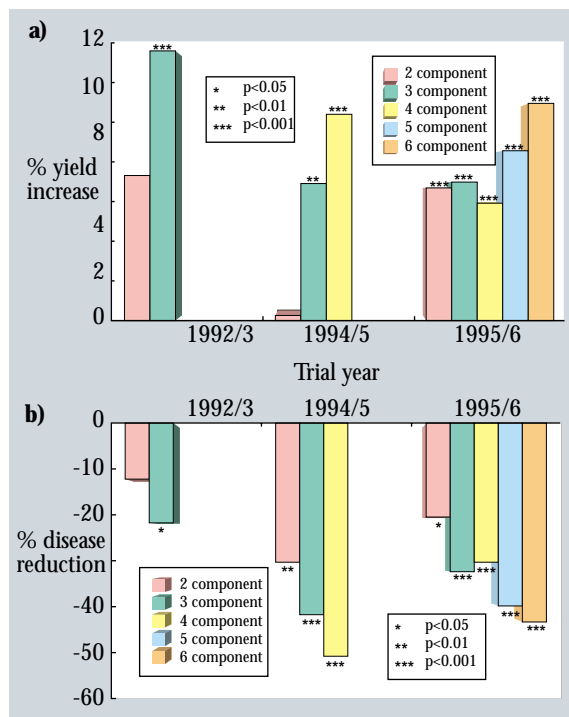 a)
12
10
8
6
4
2
0
% yield
increase
* p<0.05
** p<0.01
*** p<0.001
2 component
3 component
4 component
5 component
6 component
***
**
***
***
***
***
***
***
1992/3 1994/5 1995/6
Trial year
b)
1992/3 1994/5 1995/6
0
-10
-20
-30
-40
-50
-60
% disease
reduction
*
**
***
***
*
***
***
***
***
2 component
3 component
4 component
5 component
6 component
* p<0.05
** p<0.01
*** p<0.001